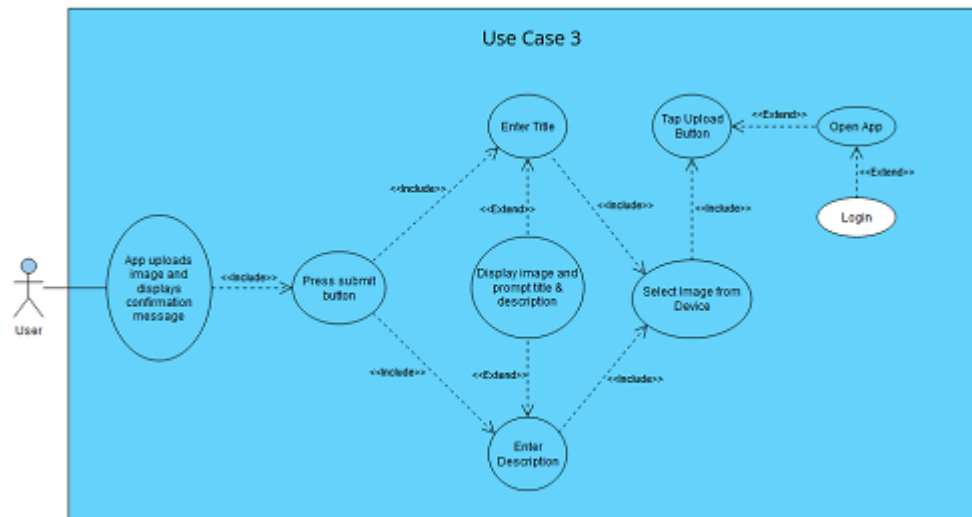 Use Case 3
Enter Title
Tap Upload
Button
<<Extend>>
Open App
<<Include>>
<<Extend>>
<<Include>>
<<Include>>
<<Extend>>
Login
App uploads
image and
displays
confirmation
message
<<Include>>
Press submit
button
Display image and
prompt title &
description
Select Image from
Device
User
<<Include>>
<<Extend>>
<<Include>>
Enter
Description